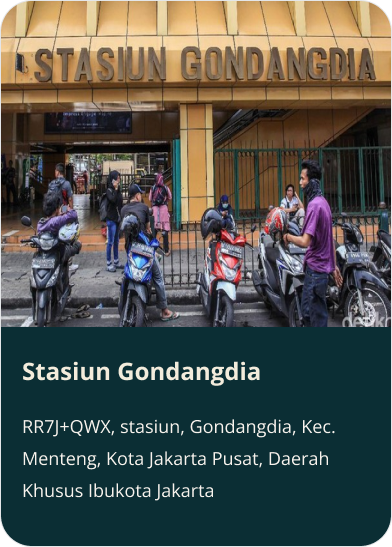 STASIUN GONDANGDIA
detik
Stasiun Gondangdia
RR7J+QWX, stasiun, Gondangdia, Kec.
Menteng, Kota Jakarta Pusat, Daerah
Khusus Ibukota Jakarta